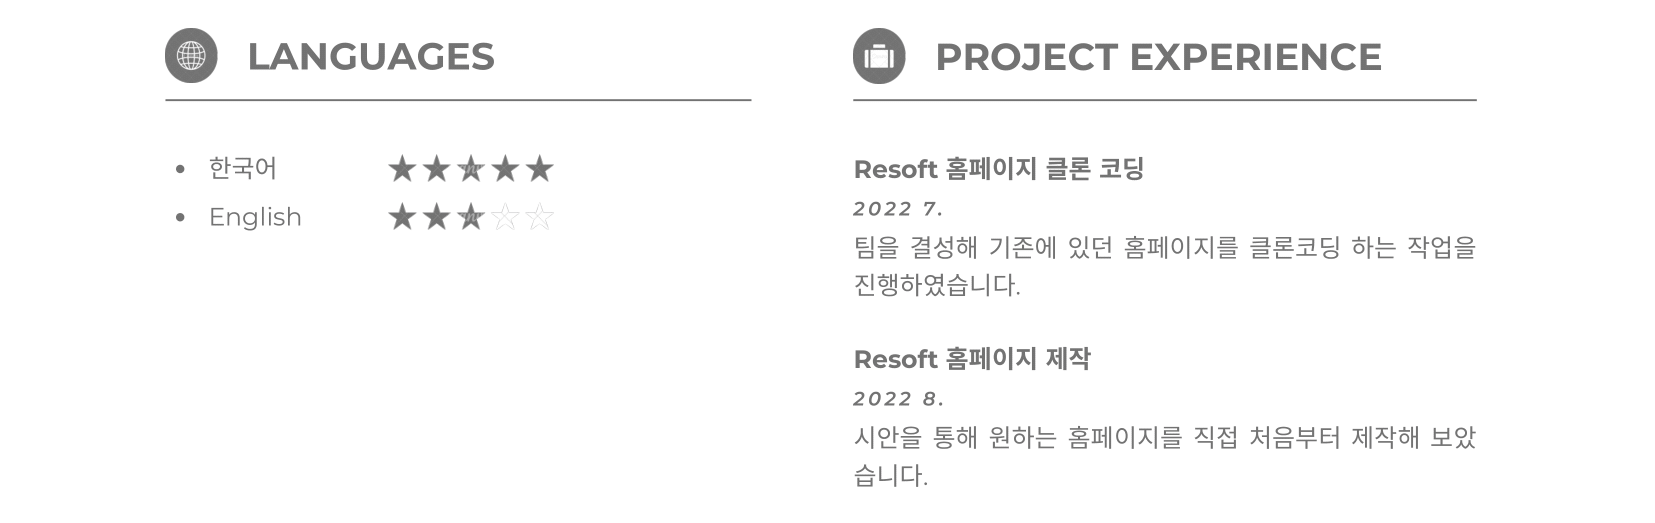 LANGUAGES
한국어
English
PROJECT EXPERIENCE
Resoft 홈페이지 클론 코딩
2022 7.
팀을 결성해 기존에 있던 홈페이지를 클론코딩 하는 작업을
진행하였습니다.
Resoft 홈페이지 제작
2022 8.
시안을 통해 원하는 홈페이지를 직접 처음부터 제작해 보았
습니다.